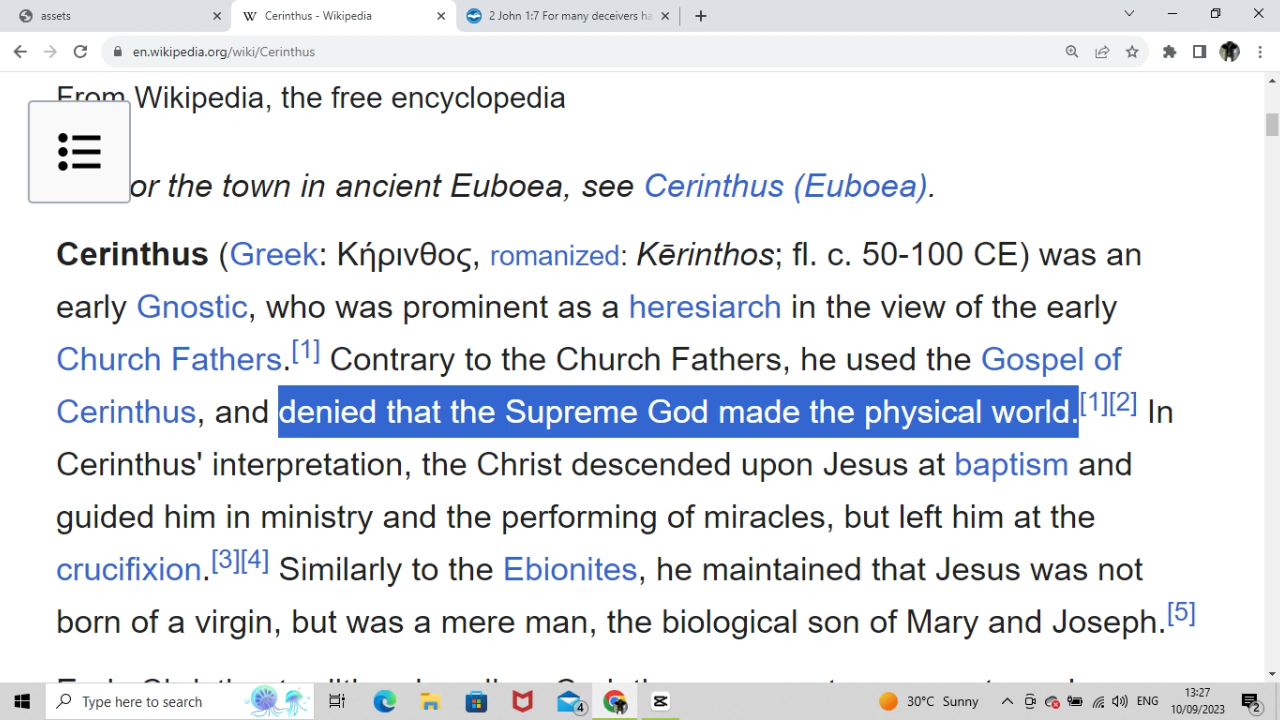 assets
Cerinthus - Wikipedia
2 John 1:7 For many deceivers ha
en.wikipedia.org/wiki/Cerinthus
From Wikipedia, the free encyclopedia
or the town in ancient Euboea, see Cerinthus (Euboea).
Cerinthus (Greek: Κήρινθος, romanized: Kērinthos; fl. c. 50-100 CE) was an
early Gnostic, who was prominent as a heresiarch in the view of the early
Church Fathers.[1] Contrary to the Church Fathers, he used the Gospel of
Cerinthus, and denied that the Supreme God made the physical world.[1][2] In
Cerinthus' interpretation, the Christ descended upon Jesus at baptism and
guided him in ministry and the performing of miracles, but left him at the
crucifixion.[3][4] Similarly to the Ebionites, he maintained that Jesus was not
born of a virgin, but was a mere man, the biological son of Mary and Joseph.[5]
Type here to search
4
30°C Sunny
ENG
13:27
10/09/2023
2